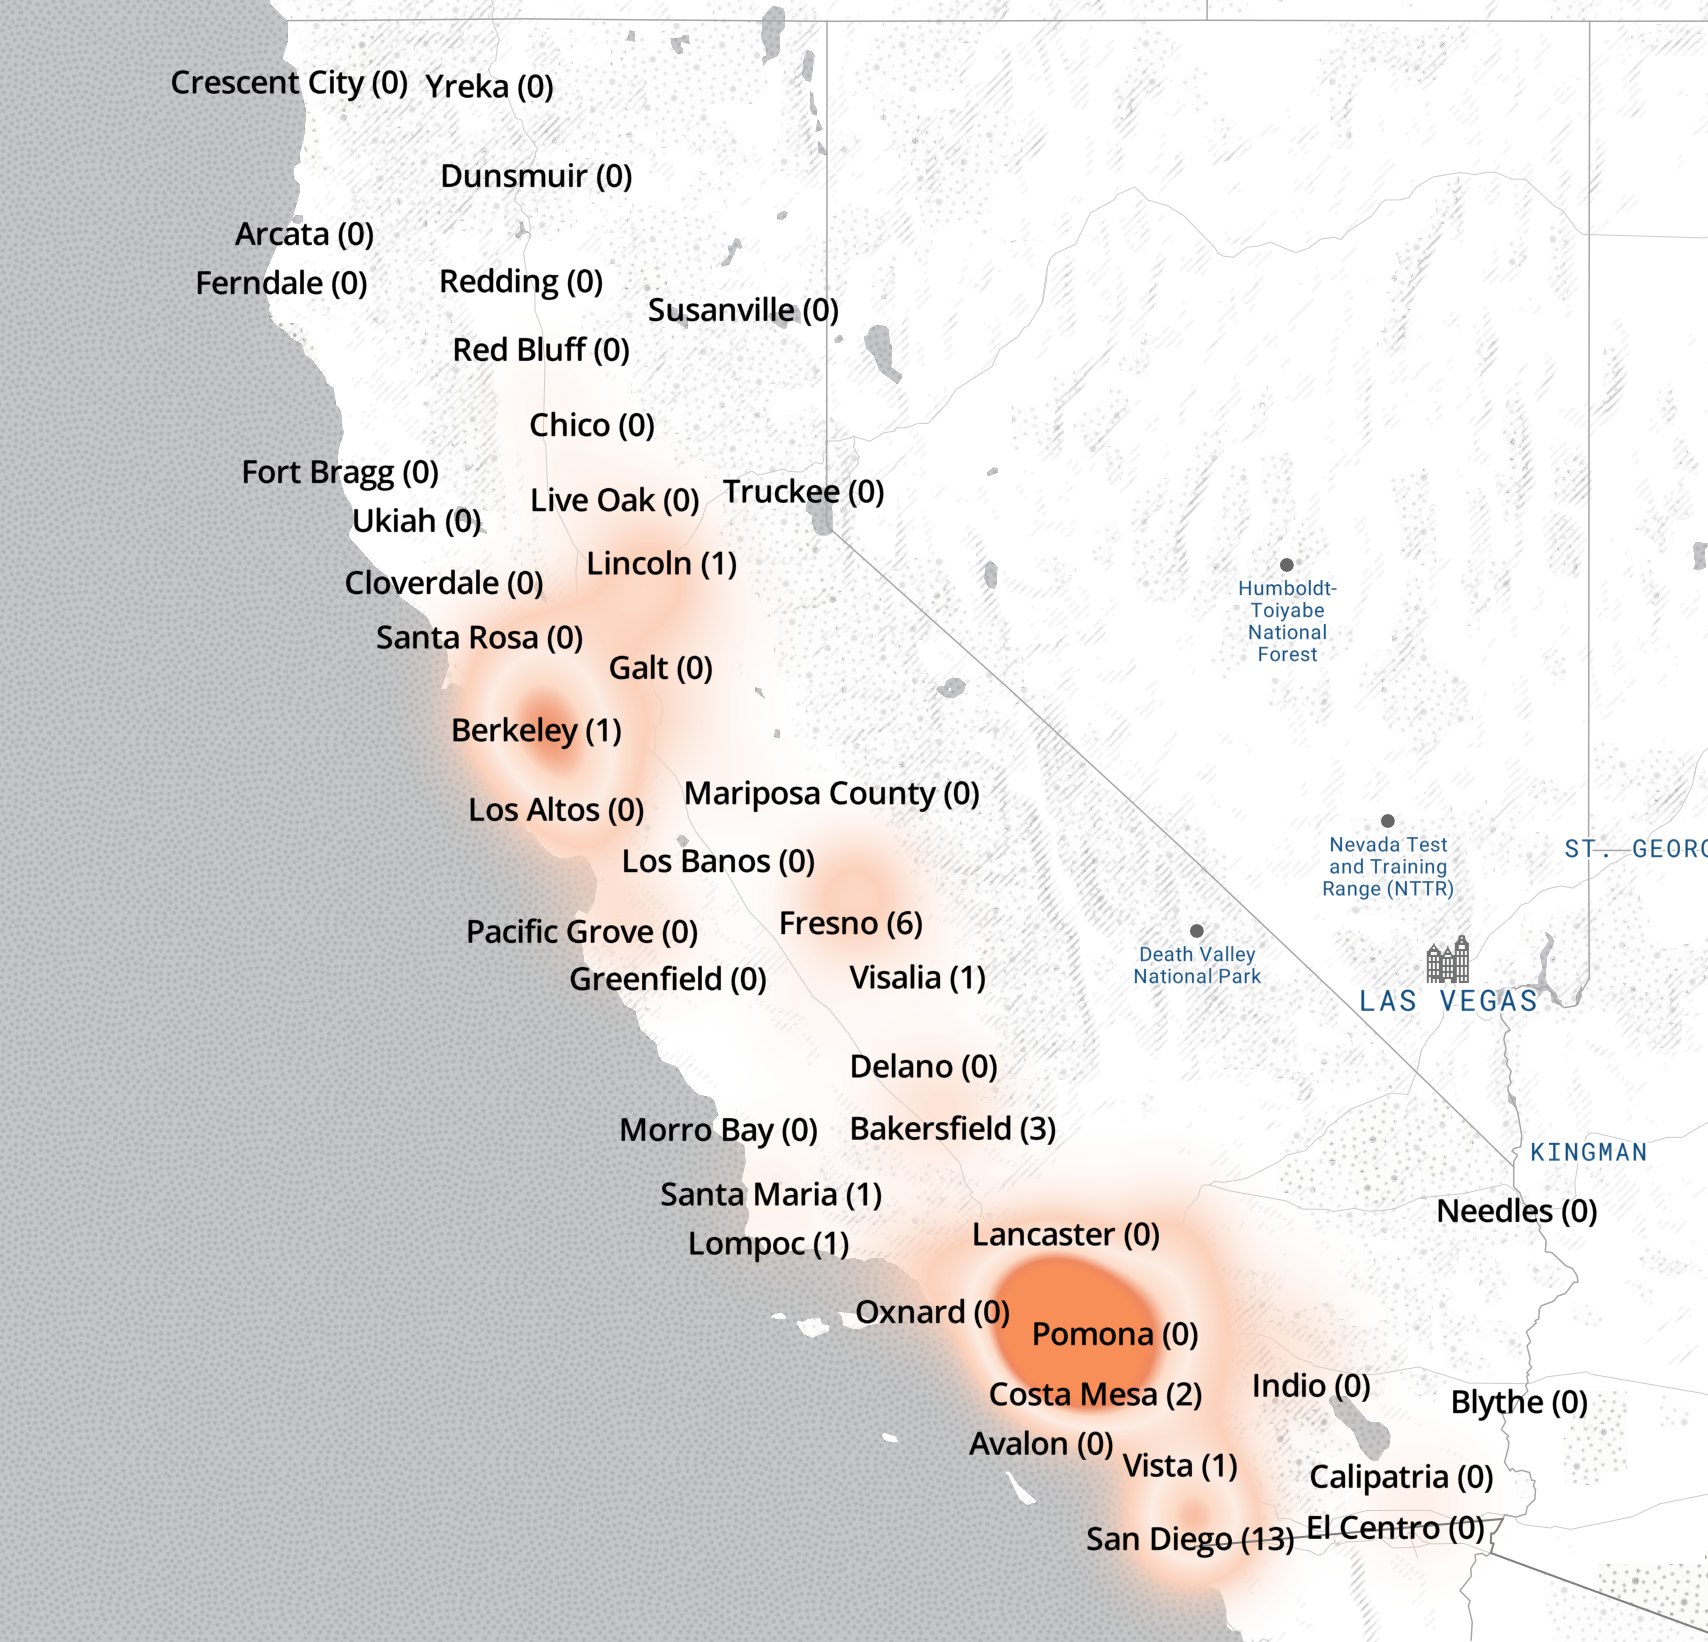 Crescent City (0)
Yreka (0)
Dunsmuir (0)
Arcata (0)
Ferndale (0)
Redding (0)
Susanville (0)
Red Bluff (0)
Chico (0)
Fort Bragg (0)
Live Oak (0)
Truckee (0)
Ukiah (0)
Lincoln (1)
Cloverdale (0)
Humboldt-
Toiyabe
National
Forest
Santa Rosa (0)
Galt (0)
Berkeley (1)
Mariposa County (0)
Los Altos (0)
Nevada Test
and Training
Range (NTTR)
ST. GEORG
Los Banos (0)
Fresno (6)
Pacific Grove (0)
Death Valley
National Park
Greenfield (0)
Visalia (1)
LAS VEGAS
Delano (0)
Morro Bay (0)
Bakersfield (3)
KINGMAN
Santa Maria (1)
Needles (0)
Lompoc (1)
Lancaster (0)
Oxnard (0)
Pomona (0)
Costa Mesa (2)
Indio (0)
Blythe (0)
Avalon (0)
Vista (1)
Calipatria (0)
San Diego (13)
El Centro (0)